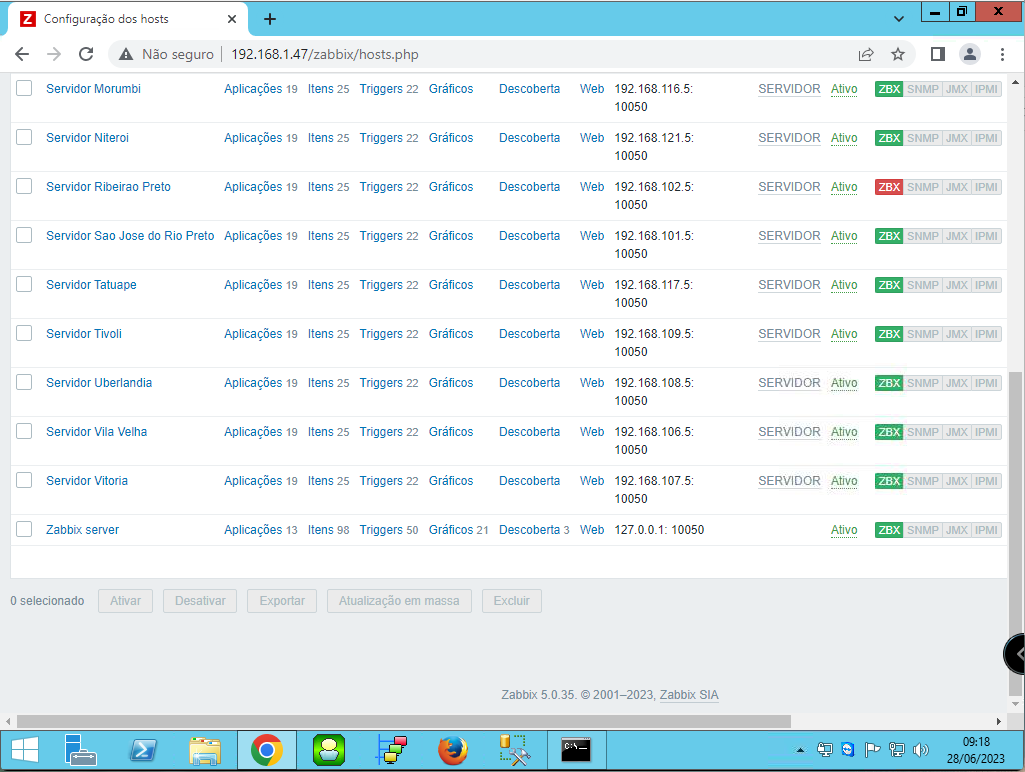 Z Configuração dos hosts
Não seguro 192.168.1.47/zabbix/hosts.php
Servidor Morumbi Aplicações 19 Itens 25 Triggers 22 Gráficos Descoberta Web 192.168.116.5: SERVIDOR Ativo ZBX SNMP JMX IPMI
10050
Servidor Niteroi Aplicações 19 Itens 25 Triggers 22 Gráficos Descoberta Web 192.168.121.5: SERVIDOR Ativo ZBX SNMP JMX IPMI
10050
Servidor Ribeirao Preto Aplicações 19 Itens 25 Triggers 22 Gráficos Descoberta Web 192.168.102.5: SERVIDOR Ativo ZBX SNMP JMX IPMI
10050
Servidor Sao Jose do Rio Preto Aplicações 19 Itens 25 Triggers 22 Gráficos Descoberta Web 192.168.101.5: SERVIDOR Ativo ZBX SNMP JMX IPMI
10050
Servidor Tatuape Aplicações 19 Itens 25 Triggers 22 Gráficos Descoberta Web 192.168.117.5: SERVIDOR Ativo ZBX SNMP JMX IPMI
10050
Servidor Tivoli Aplicações 19 Itens 25 Triggers 22 Gráficos Descoberta Web 192.168.109.5: SERVIDOR Ativo ZBX SNMP JMX IPMI
10050
Servidor Uberlandia Aplicações 19 Itens 25 Triggers 22 Gráficos Descoberta Web 192.168.108.5: SERVIDOR Ativo ZBX SNMP JMX IPMI
10050
Servidor Vila Velha Aplicações 19 Itens 25 Triggers 22 Gráficos Descoberta Web 192.168.106.5: SERVIDOR Ativo ZBX SNMP JMX IPMI
10050
Servidor Vitoria Aplicações 19 Itens 25 Triggers 22 Gráficos Descoberta Web 192.168.107.5: SERVIDOR Ativo ZBX SNMP JMX IPMI
10050
Zabbix server Aplicações 13 Itens 98 Triggers 50 Gráficos 21 Descoberta 3 Web 127.0.0.1: 10050 Ativo ZBX SNMP JMX IPMI
0 selecionado Ativar Desativar Exportar Atualização em massa Excluir
Zabbix 5.0.35. © 2001–2023, Zabbix SIA
09:18
28/06/2023